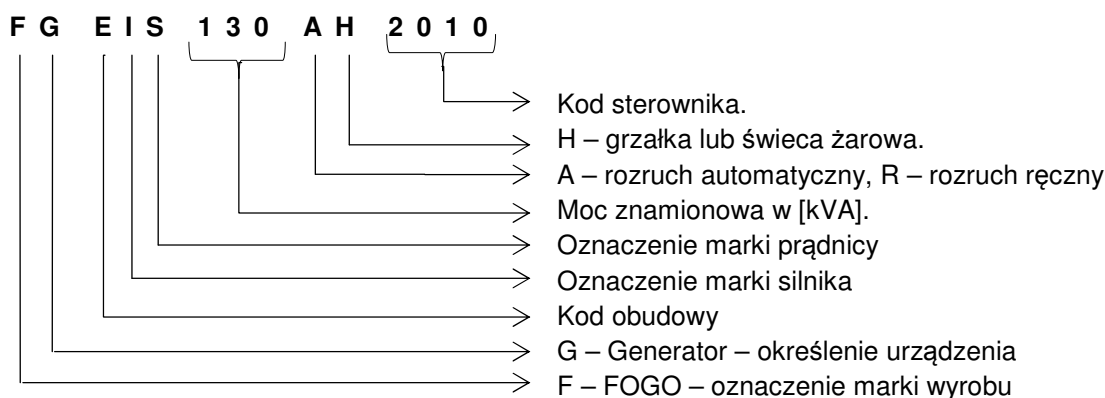 F G E I S 1 3 0 A H 2 0 1 0
Kod sterownika.
H – grzałka lub świeca żarowa.
A – rozruch automatyczny, R – rozruch ręczny
Moc znamionowa w [kVA].
Oznaczenie marki prądnicy
Oznaczenie marki silnika
Kod obudowy
G – Generator – określenie urządzenia
F – FOGO – oznaczenie marki wyrobu